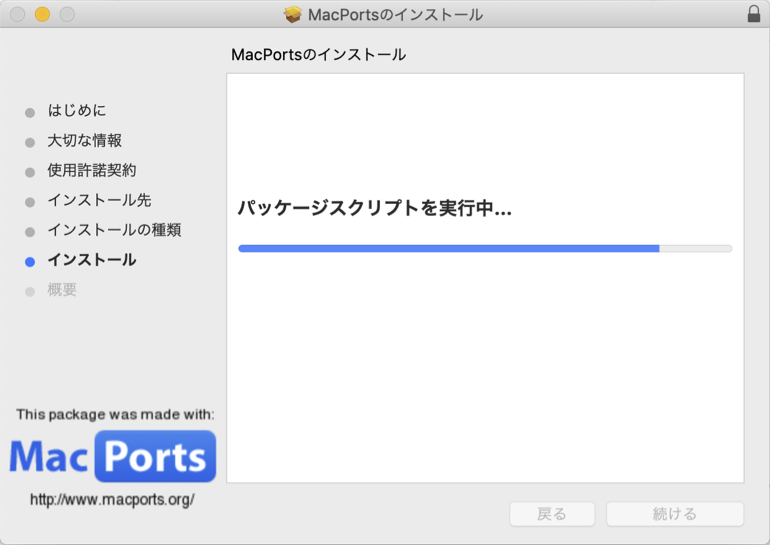 MacPortsのインストール
MacPortsのインストール
はじめに
大切な情報
使用許諾契約
インストール先
インストールの種類
インストール
概要
パッケージスクリプトを実行中...
This package was made with:
MacPorts
http://www.macports.org/
戻る
続ける